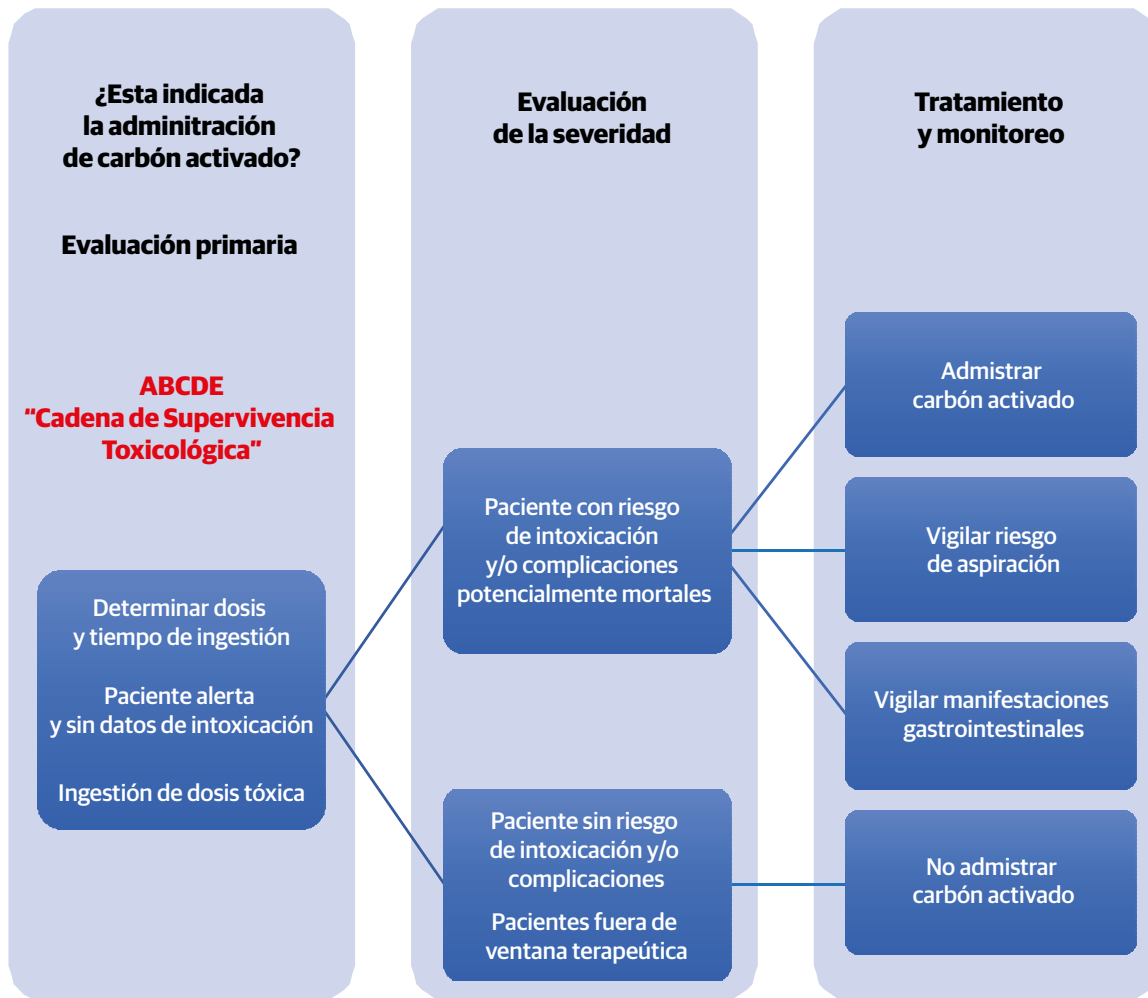 ¿Esta indicada
la adminitración
de carbón activado?
Evaluación primaria
ABCDE
“Cadena de Supervivencia
Toxicológica”
Determinar dosis
y tiempo de ingestión
Paciente alerta
y sin datos de intoxicación
Ingestión de dosis tóxica
Evaluación
de la severidad
Paciente con riesgo
de intoxicación
y/o complicaciones
potencialmente mortales
Paciente sin riesgo
de intoxicación y/o
complicaciones
Pacientes fuera de
ventana terapeútica
Tratamiento
y monitoreo
Admistrar
carbón activado
Vigilar riesgo
de aspiración
Vigilar manifestaciones
gastrointestinales
No admistrar
carbón activado